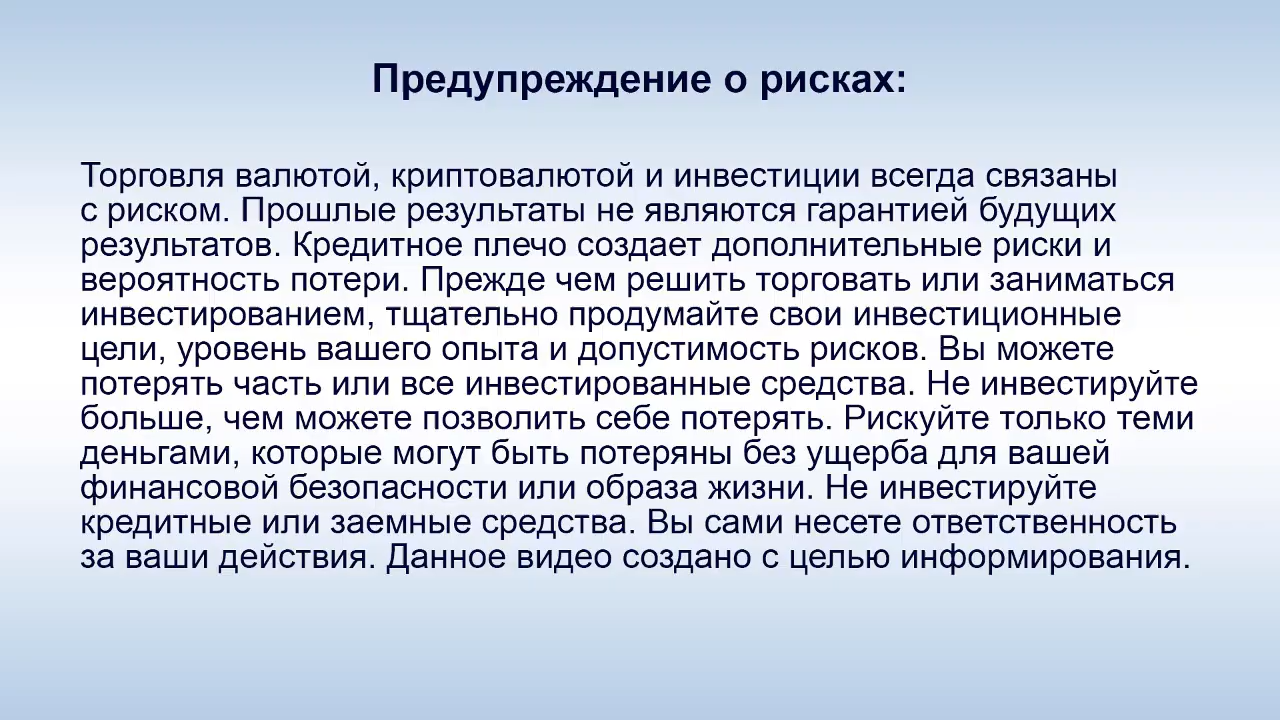 Предупреждение о рисках:
Торговля валютой, криптовалютой и инвестиции всегда связаны
с риском. Прошлые результаты не являются гарантией будущих
результатов. Кредитное плечо создает дополнительные риски и
вероятность потери. Прежде чем решить торговать или заниматься
инвестированием, тщательно продумайте свои инвестиционные
цели, уровень вашего опыта и допустимость рисков. Вы можете
потерять часть или все инвестированные средства. Не инвестируйте
больше, чем можете позволить себе потерять. Рискуйте только теми
деньгами, которые могут быть потеряны без ущерба для вашей
финансовой безопасности или образа жизни. Не инвестируйте
кредитные или заемные средства. Вы сами несете ответственность
за ваши действия. Данное видео создано с целью информирования.